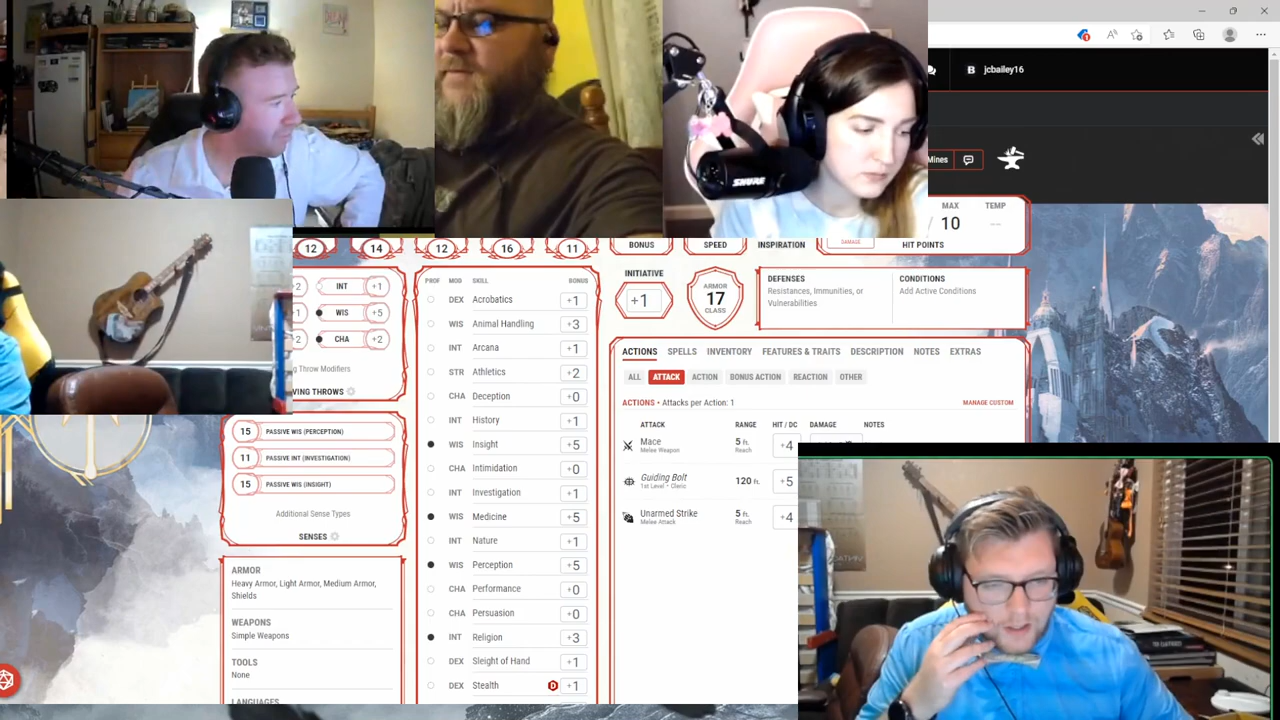 SHURE
B jcbailey16
Mines
MAX TEMP
/ 10 --
DAMAGE
HIT POINTS
12 14 12 16 11
BONUS SPEED INSPIRATION
INITIATIVE
+1
ARMOR
17
CLASS
DEFENSES
Resistances, Immunities, or
Vulnerabilities
CONDITIONS
Add Active Conditions
+2 INT +1
+1 WIS +5
+2 CHA +2
g Throw Modifiers
VING THROWS
15 PASSIVE WIS (PERCEPTION)
11 PASSIVE INT (INVESTIGATION)
15 PASSIVE WIS (INSIGHT)
Additional Sense Types
SENSES
ARMOR
Heavy Armor, Light Armor, Medium Armor,
Shields
WEAPONS
Simple Weapons
TOOLS
None
LANGUAGES
PROF MOD SKILL BONUS
DEX Acrobatics +1
WIS Animal Handling +3
INT Arcana +1
STR Athletics +2
CHA Deception +0
INT History +1
WIS Insight +5
CHA Intimidation +0
INT Investigation +1
WIS Medicine +5
INT Nature +1
WIS Perception +5
CHA Performance +0
CHA Persuasion +0
INT Religion +3
DEX Sleight of Hand +1
DEX Stealth D +1
ACTIONS SPELLS INVENTORY FEATURES & TRAITS DESCRIPTION NOTES EXTRAS
ALL ATTACK ACTION BONUS ACTION REACTION OTHER
ACTIONS • Attacks per Action: 1 MANAGE CUSTOM
ATTACK RANGE HIT / DC DAMAGE NOTES
Mace 5 ft. +4
Melee Weapon Reach
Guiding Bolt 120 ft. +5
1st Level • Cleric
Unarmed Strike 5 ft. +4
Melee Attack Reach